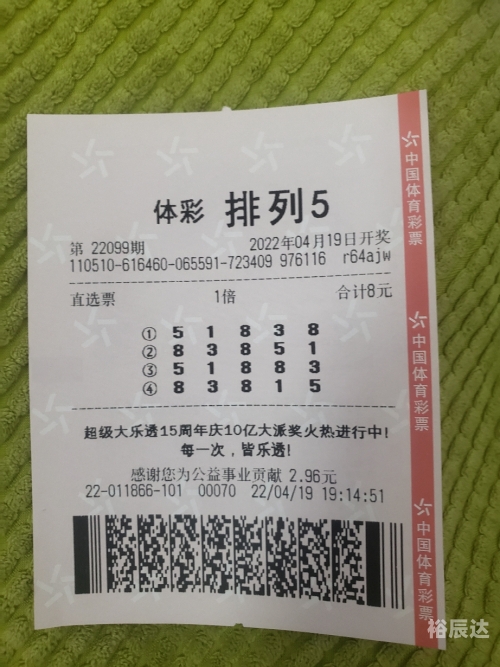 体彩 排列5
第 22099期 2022年04月19日开奖
110510-616460-065591-723409 976116 r64ajw
直选票 1倍 合计8元
① 5 1 8 3 8
② 8 3 8 5 1
③ 5 1 8 8 3
④ 8 3 8 1 5
超级大乐透15周年庆10亿大派奖火热进行中!
每一次，皆乐透!
感谢您为公益事业贡献 2.96元
22-011866-101 00070 22/04/19 19:14:51
中国体育彩票
中国体育彩票
中国体育彩票
裕辰达